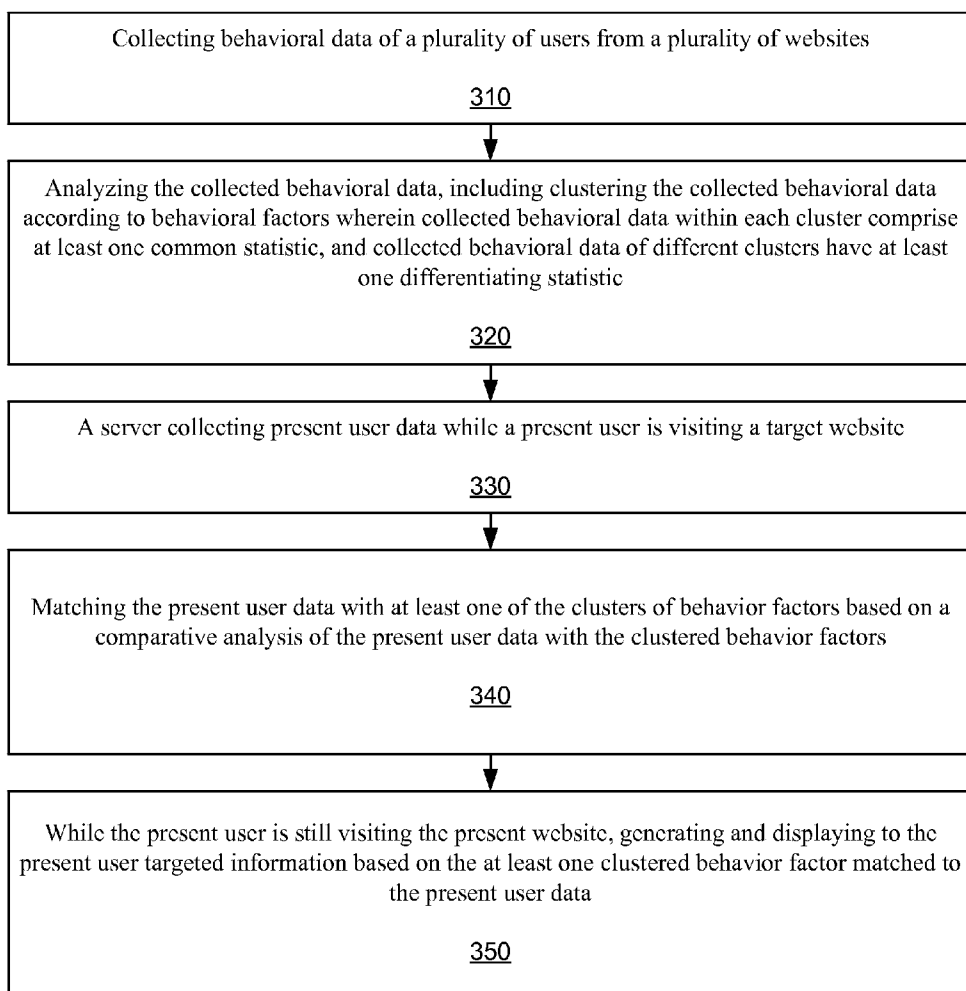 Collecting behavioral data of a plurality of users from a plurality of websites
310
Analyzing the collected behavioral data, including clustering the collected behavioral data
according to behavioral factors wherein collected behavioral data within each cluster comprise
at least one common statistic, and collected behavioral data of different clusters have at least
one differentiating statistic
320
A server collecting present user data while a present user is visiting a target website
330
Matching the present user data with at least one of the clusters of behavior factors based on a
comparative analysis of the present user data with the clustered behavior factors
340
While the present user is still visiting the present website, generating and displaying to the
present user targeted information based on the at least one clustered behavior factor matched to
the present user data
350